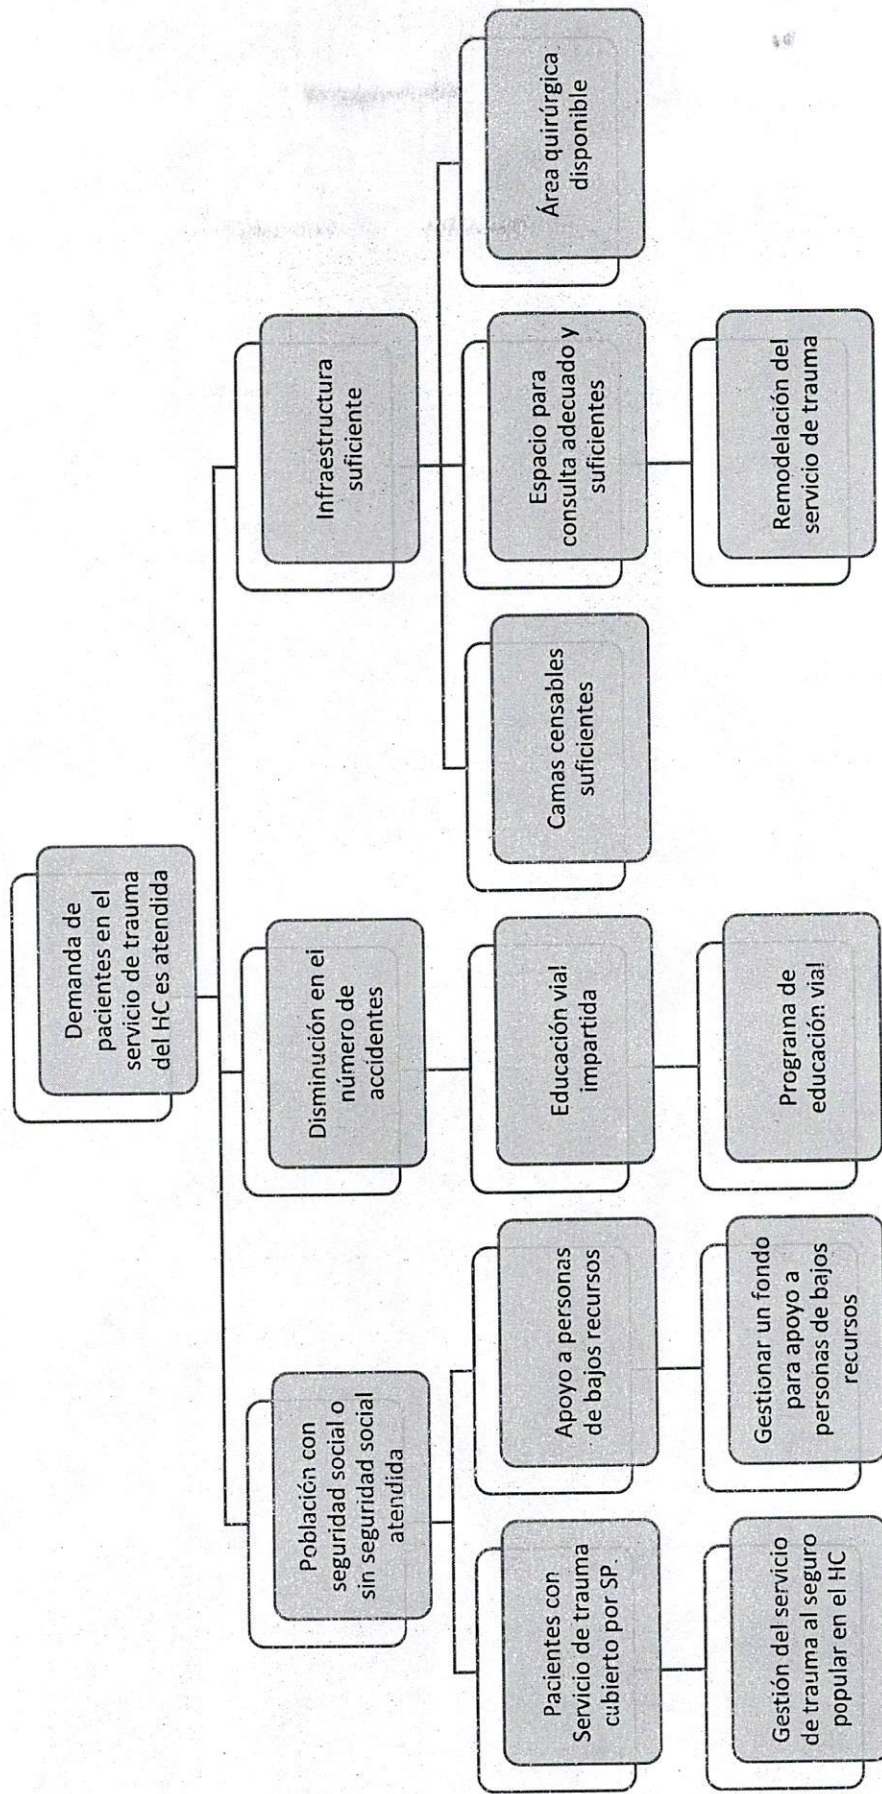 Demanda de
pacientes en el
servicio de trauma
del HC es atendida
Población con
seguridad social o
sin seguridad social
atendida
Disminución en el
número de
accidentes
Infraestructura
suficiente
Pacientes con
Servicio de trauma
cubierto por SP.
Apoyo a personas
de bajos recursos
Educación vial
impartida
Camas censables
suficientes
Espacio para
consulta adecuado y
suficientes
Área quirúrgica
disponible
Gestión del servicio
de trauma al seguro
popular en el HC
Gestionar un fondo
para apoyo a
personas de bajos
recursos
Programa de
educación vial
Remodelación del
servicio de trauma